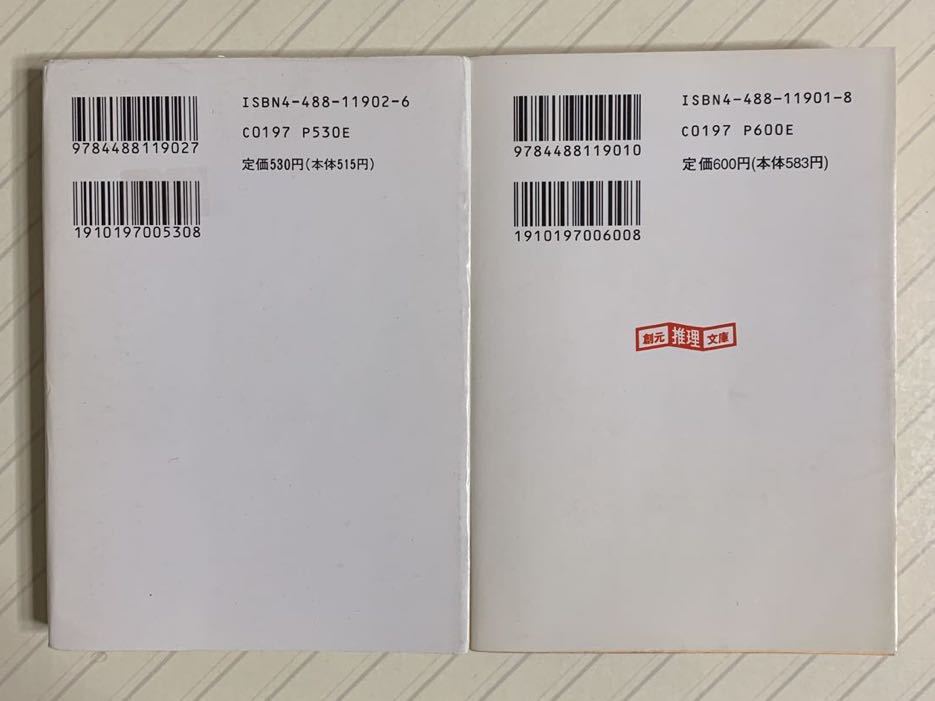 ISBN4-488-11902-6
C0197 P530E
9784488119027
定価530円(本体515円)
1910197005308
ISBN4-488-11901-8
C0197 P600E
9784488119010
定価600円(本体583円)
1910197006008
創元推理文庫